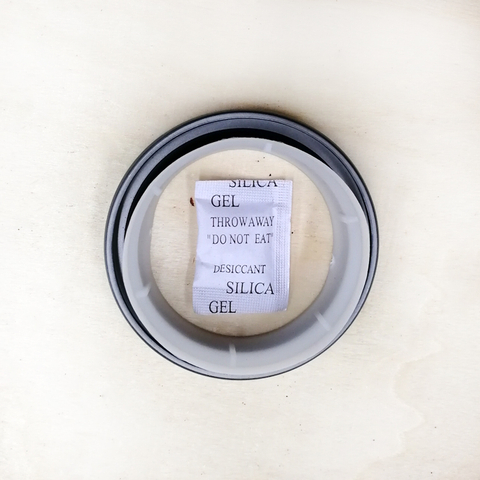 SILICA
GEL
THROWAWAY
"DO NOT EAT"
DESICCANT
SILICA
GEL